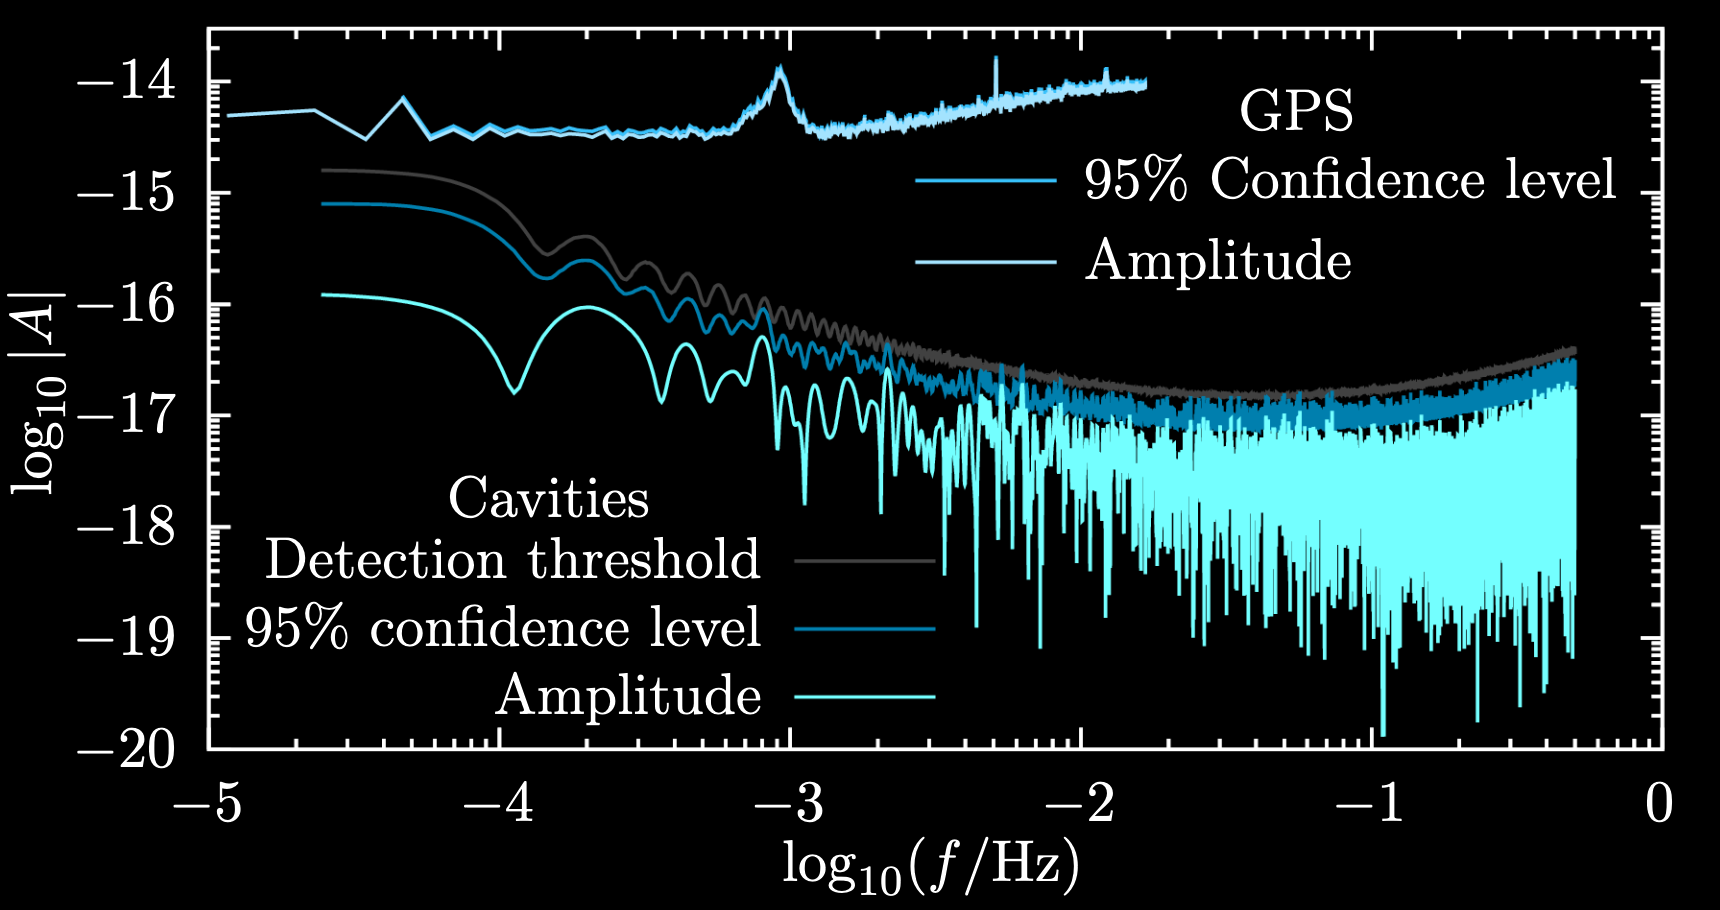 −14
−15
−16
−17
−18
−19
−20
log₁₀ |A|
GPS
95% Confidence level
Amplitude
Cavities
Detection threshold
95% confidence level
Amplitude
−5 −4 −3 −2 −1 0
log₁₀(f/Hz)